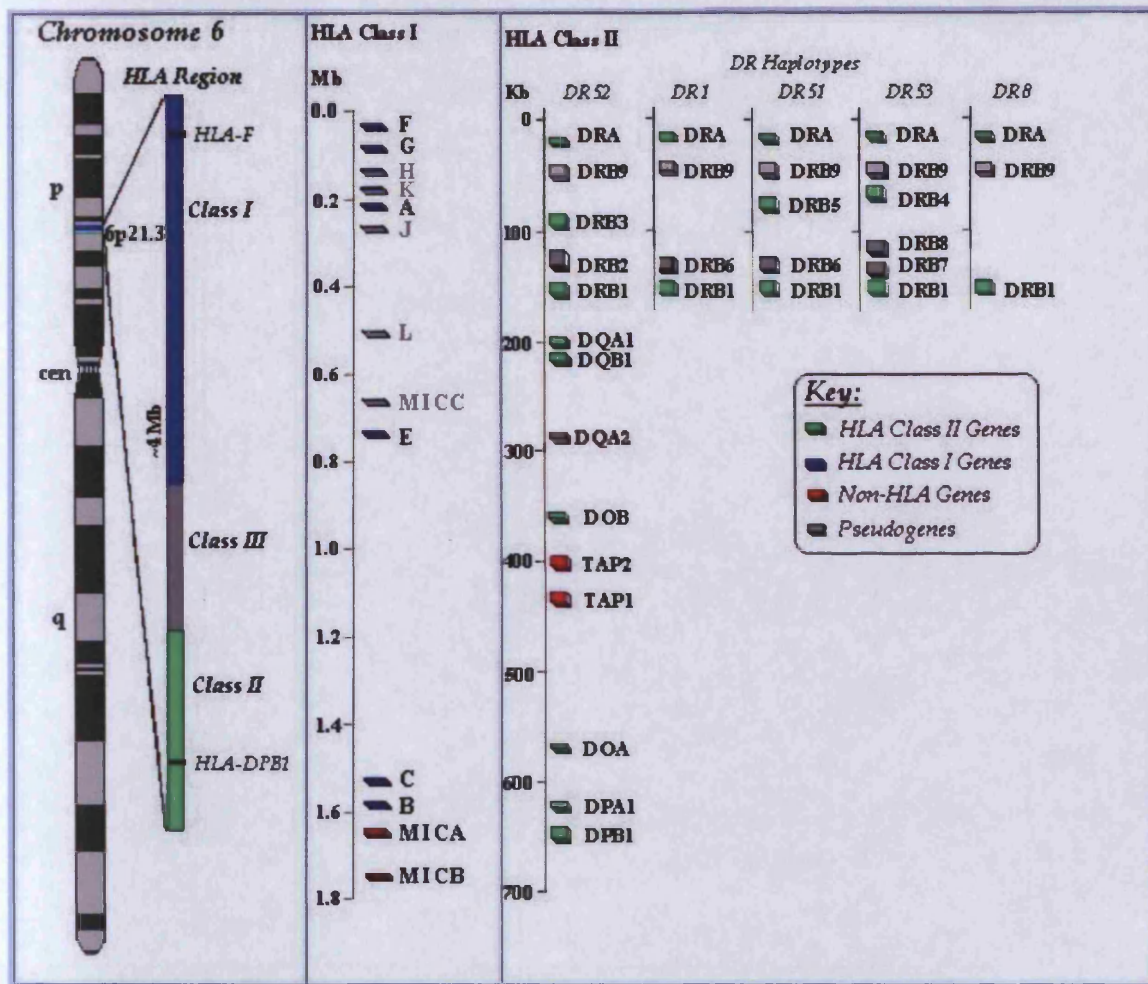 Chromosome 6
HLA Region
HLA-F
p
Class I
6p21.3
cen
~4 Mb
Class III
q
Class II
HLA-DPB1
HLA Class I
Mb
0.0
F
G
H
K
0.2
A
J
0.4
L
0.6
MICC
E
0.8
1.0
1.2
1.4
C
B
1.6
MICA
MICB
1.8
HLA Class II
DR Haplotypes
Kb DR52 DR1 DR51 DR53 DR8
0
DRA DRA DRA DRA DRA
DRB9 DRB9 DRB9 DRB9 DRB9
DRB3 DRB5 DRB4
100
DRB8
DRB2 DRB6 DRB6 DRB7
DRB1 DRB1 DRB1 DRB1 DRB1
200
DQA1
DQB1
DQA2
300
DOB
400
TAP2
TAP1
500
DOA
600
DPA1
DPB1
700
Key:
HLA Class II Genes
HLA Class I Genes
Non-HLA Genes
Pseudogenes